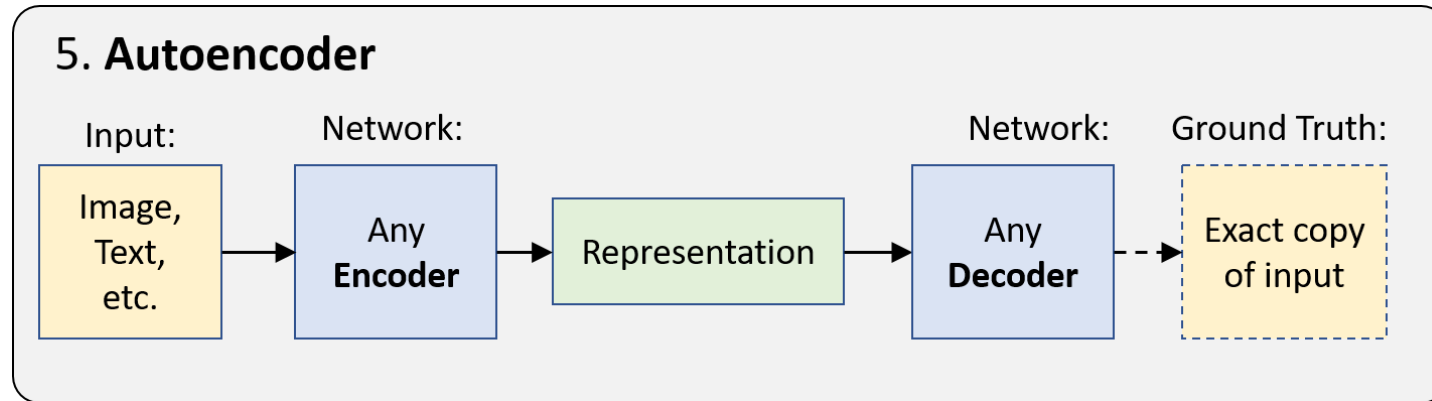 5. Autoencoder
Input:
Network:
Network:
Ground Truth:
Image,
Text,
etc.
Any
Encoder
Representation
Any
Decoder
Exact copy
of input